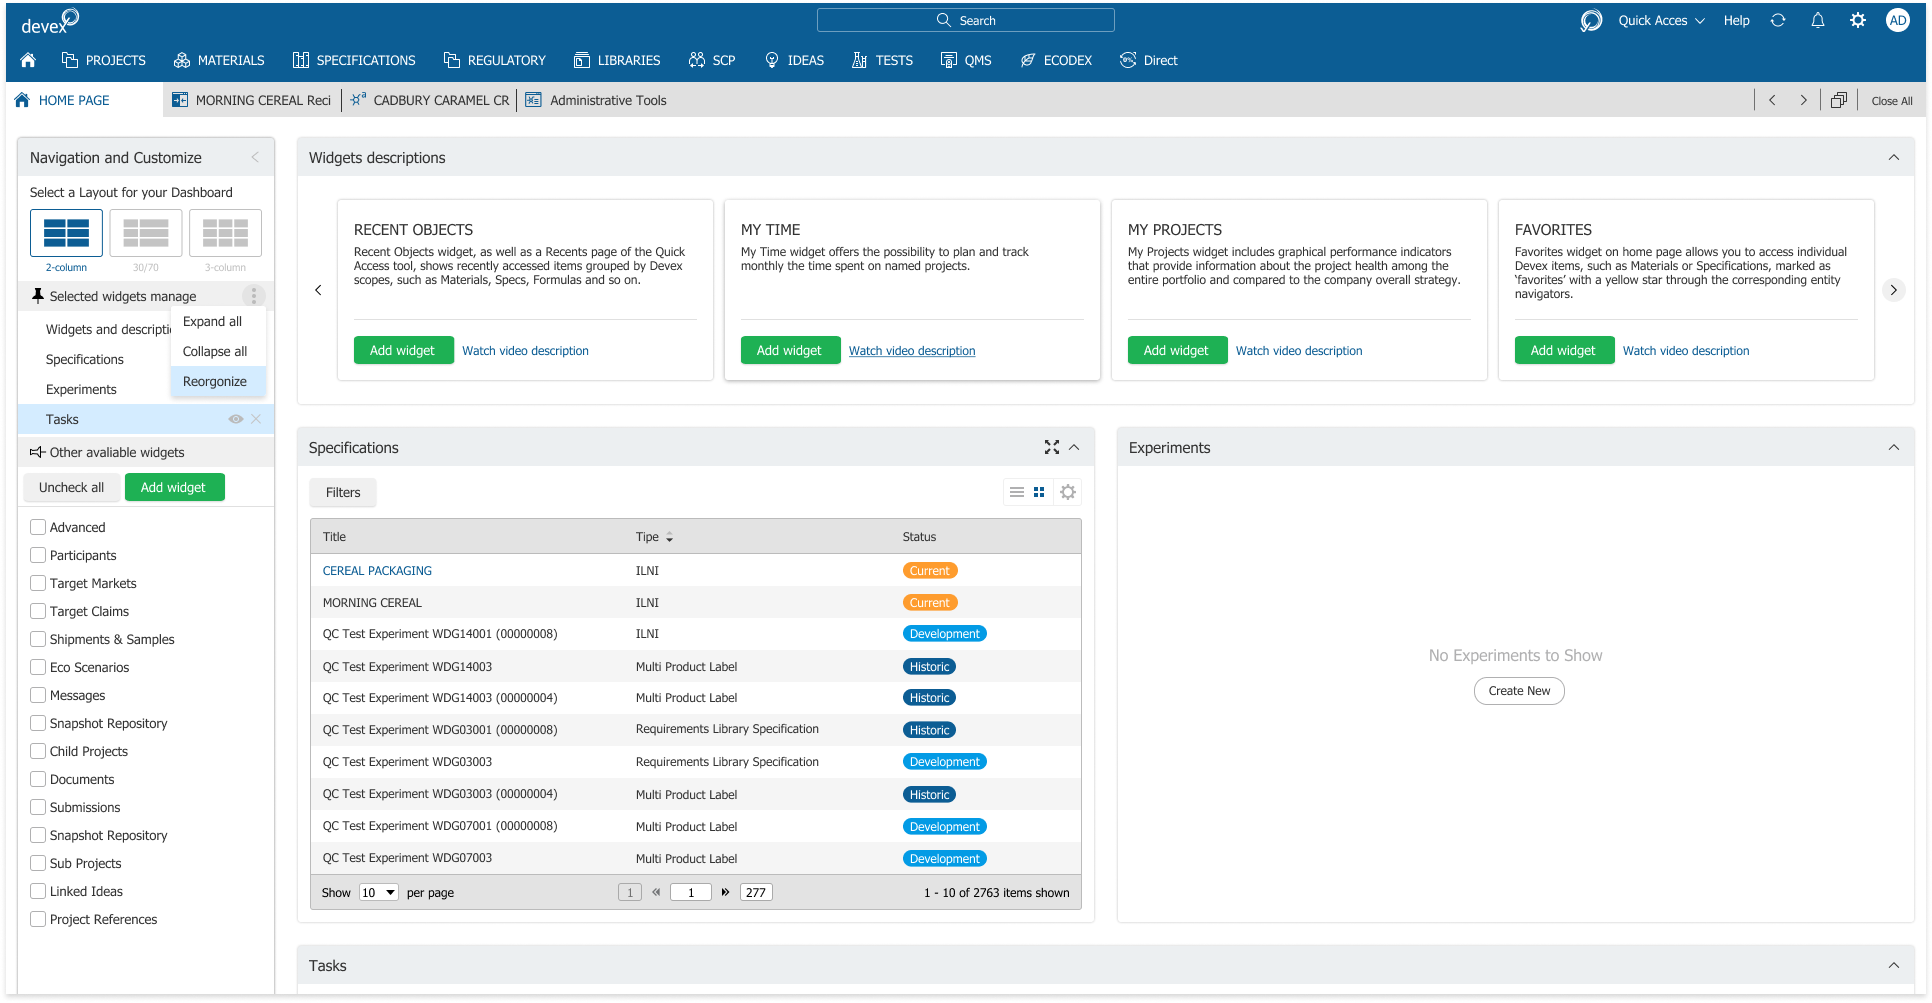 devex
Search
Quick Acces
Help
AD
PROJECTS
MATERIALS
SPECIFICATIONS
REGULATORY
LIBRARIES
SCP
IDEAS
TESTS
QMS
ECODEX
Direct
HOME PAGE
MORNING CEREAL Reci
CADBURY CARAMEL CR
Administrative Tools
Close All
Navigation and Customize
Select a Layout for your Dashboard
2-column
30/70
3-column
Selected widgets manage
Widgets and descripti
Specifications
Experiments
Tasks
Expand all
Collapse all
Reorgonize
Other avaliable widgets
Uncheck all
Add widget
Advanced
Participants
Target Markets
Target Claims
Shipments & Samples
Eco Scenarios
Messages
Snapshot Repository
Child Projects
Documents
Submissions
Snapshot Repository
Sub Projects
Linked Ideas
Project References
Widgets descriptions
RECENT OBJECTS
Recent Objects widget, as well as a Recents page of the Quick
Access tool, shows recently accessed items grouped by Devex
scopes, such as Materials, Specs, Formulas and so on.
Add widget
Watch video description
MY TIME
My Time widget offers the possibility to plan and track
monthly the time spent on named projects.
Add widget
Watch video description
MY PROJECTS
My Projects widget includes graphical performance indicators
that provide information about the project health among the
entire portfolio and compared to the company overall strategy.
Add widget
Watch video description
FAVORITES
Favorites widget on home page allows you to access individual
Devex items, such as Materials or Specifications, marked as
'favorites' with a yellow star through the corresponding entity
navigators.
Add widget
Watch video description
Specifications
Filters
Title Tipe Status
CEREAL PACKAGING ILNI Current
MORNING CEREAL ILNI Current
QC Test Experiment WDG14001 (00000008) ILNI Development
QC Test Experiment WDG14003 Multi Product Label Historic
QC Test Experiment WDG14003 (00000004) Multi Product Label Historic
QC Test Experiment WDG03001 (00000008) Requirements Library Specification Historic
QC Test Experiment WDG03003 Requirements Library Specification Development
QC Test Experiment WDG03003 (00000004) Multi Product Label Historic
QC Test Experiment WDG07001 (00000008) Multi Product Label Development
QC Test Experiment WDG07003 Multi Product Label Development
Show 10 per page 1 1 277 1 - 10 of 2763 items shown
Experiments
No Experiments to Show
Create New
Tasks